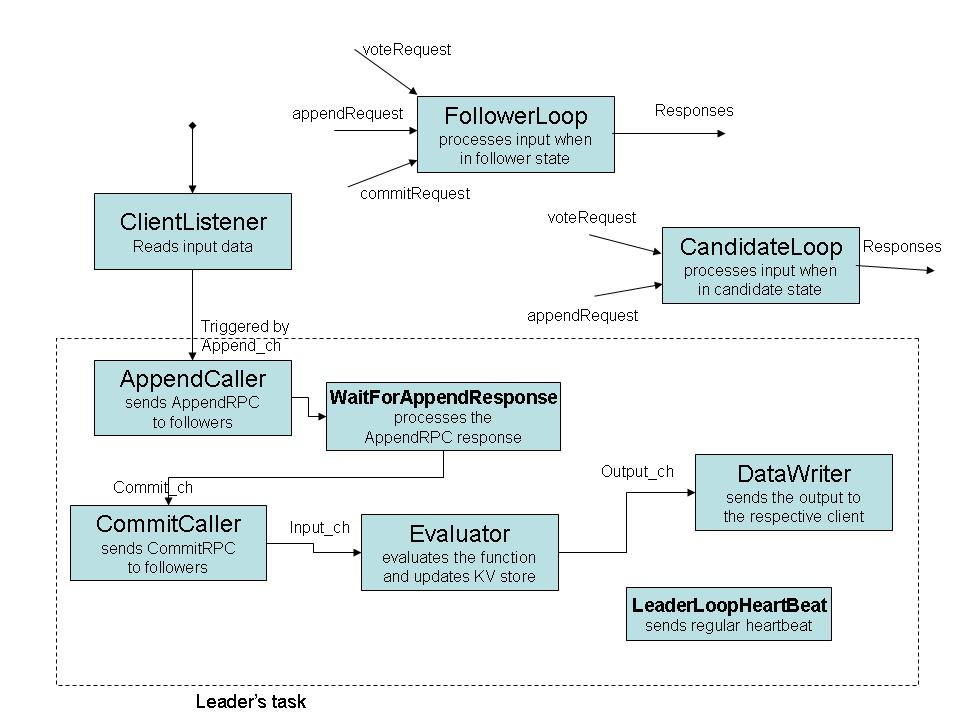 voteRequest
appendRequest
FollowerLoop
processes input when
in follower state
Responses
commitRequest
ClientListener
Reads input data
voteRequest
CandidateLoop
processes input when
in candidate state
Responses
appendRequest
Triggered by
Append_ch
AppendCaller
sends AppendRPC
to followers
WaitForAppendResponse
processes the
AppendRPC response
Commit_ch
CommitCaller
sends CommitRPC
to followers
Input_ch
Evaluator
evaluates the function
and updates KV store
Output_ch
DataWriter
sends the output to
the respective client
LeaderLoopHeartBeat
sends regular heartbeat
Leader's task